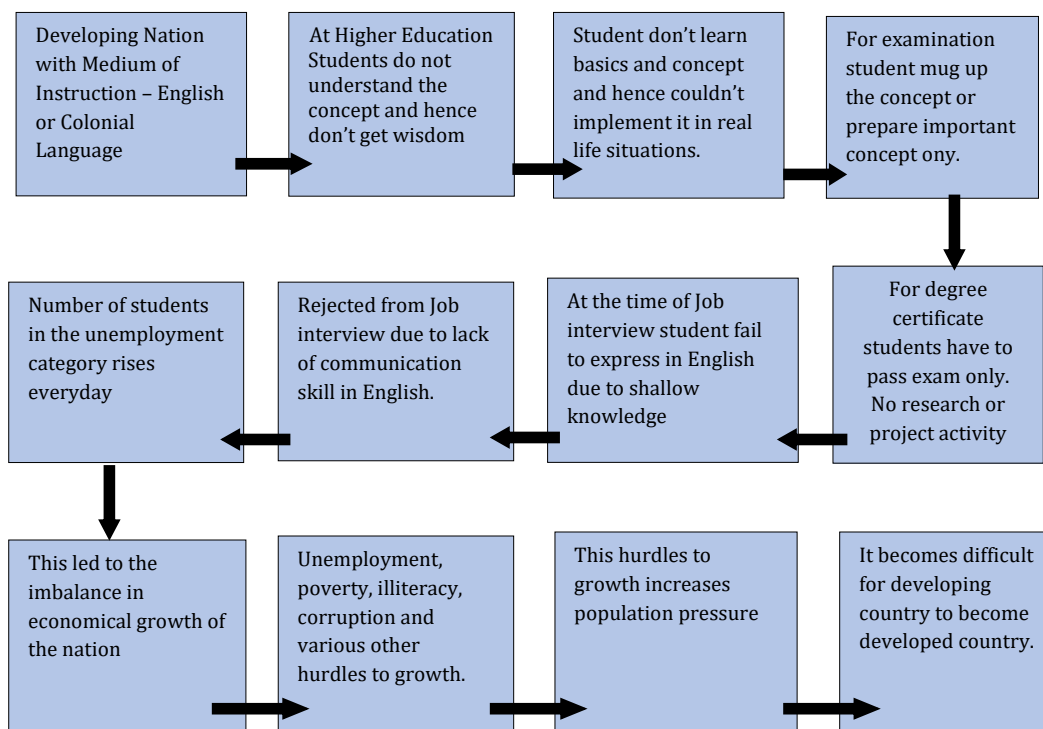 Developing Nation
with Medium of
Instruction – English
or Colonial
Language
At Higher Education
Students do not
understand the
concept and hence
don’t get wisdom
Student don’t learn
basics and concept
and hence couldn’t
implement it in real
life situations.
For examination
student mug up
the concept or
prepare important
concept ony.
For degree
certificate
students have to
pass exam only.
No research or
project activity
At the time of Job
interview student fail
to express in English
due to shallow
knowledge
Rejected from Job
interview due to lack
of communication
skill in English.
Number of students
in the unemployment
category rises
everyday
This led to the
imbalance in
economical growth of
the nation
Unemployment,
poverty, illiteracy,
corruption and
various other
hurdles to growth.
This hurdles to
growth increases
population pressure
It becomes difficult
for developing
country to become
developed country.